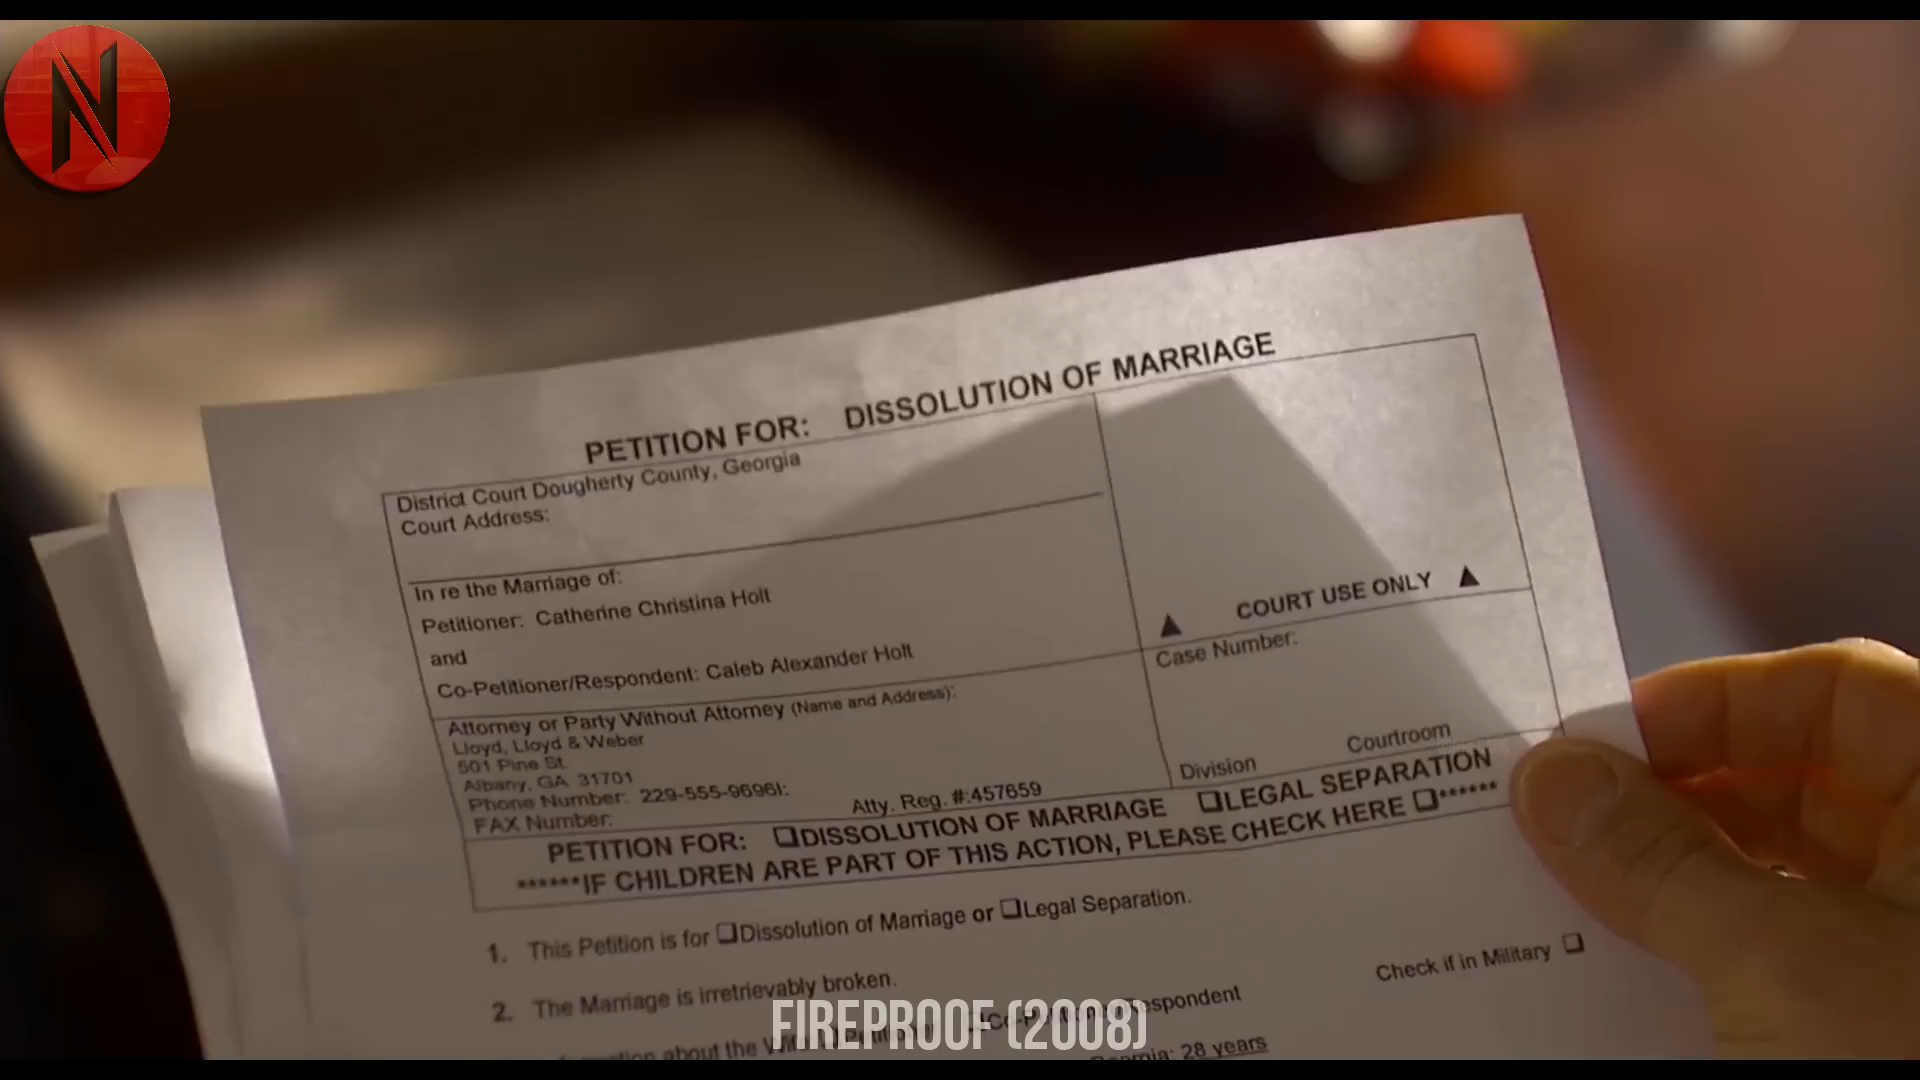 N
PETITION FOR: DISSOLUTION OF MARRIAGE
District Court Dougherty County, Georgia
Court Address:
In re the Marriage of:
Petitioner: Catherine Christina Holt
and
Co-Petitioner/Respondent: Caleb Alexander Holt
▲ COURT USE ONLY ▲
Attorney or Party Without Attorney (Name and Address):
Lloyd, Lloyd & Weber
501 Pine St.
Albany, GA 31701
Phone Number: 229-555-9696I:
FAX Number:
Atty. Reg. #:457659
Case Number:
Division
Courtroom
PETITION FOR: ❑DISSOLUTION OF MARRIAGE ❑LEGAL SEPARATION
******IF CHILDREN ARE PART OF THIS ACTION, PLEASE CHECK HERE ❑******
1. This Petition is for ❑Dissolution of Marriage or ❑Legal Separation.
2. The Marriage is irretrievably broken.
Check if in Military ❑
about the Wife
28 years
FIREPROOF (2008)